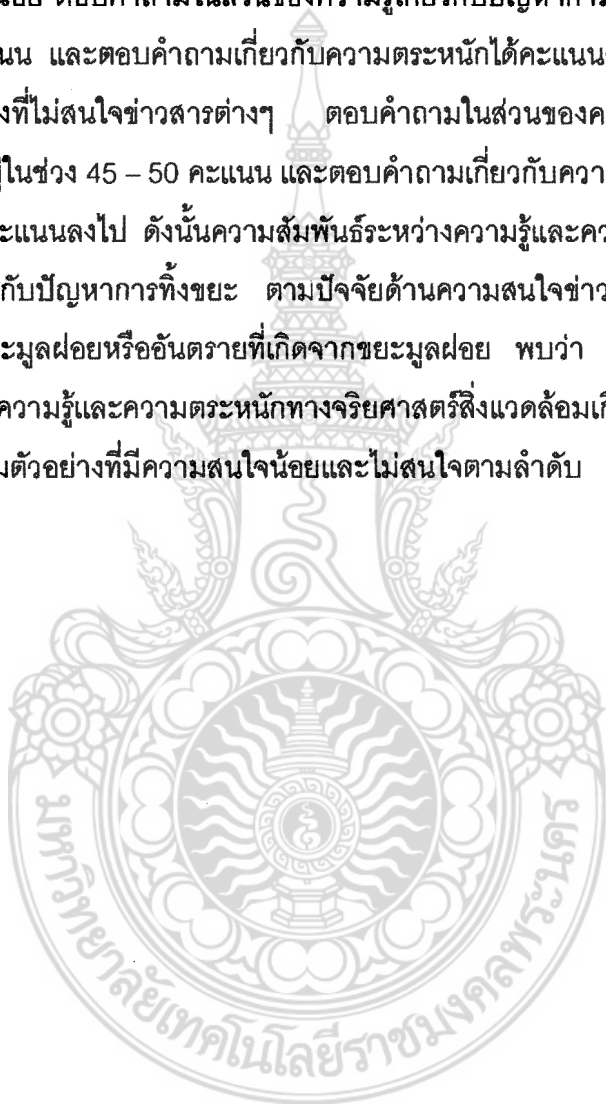 ตอบคำถามในส่วนของความรู้เกี่ยวกับปัญหาการ
และตอบคำถามเกี่ยวกับความตระหนักได้คะแนน
ที่ไม่สนใจข่าวสารต่างๆ ตอบคำถามในส่วนของค
ในช่วง 45 – 50 คะแนน และตอบคำถามเกี่ยวกับควา
ะแนนลงไป ดังนั้นความสัมพันธ์ระหว่างความรู้และคว
กับปัญหาการทิ้งขยะ ตามปัจจัยด้านความสนใจข่าว
ะมูลฝอยหรืออันตรายที่เกิดจากขยะมูลฝอย พบว่า
ความรู้และความตระหนักทางจริยศาสตร์สิ่งแวดล้อมเกี
มตัวอย่างที่มีความสนใจน้อยและไม่สนใจตามลำดับ
มหาวิทยาลัยเทคโนโลยีราชมงคลพระนคร